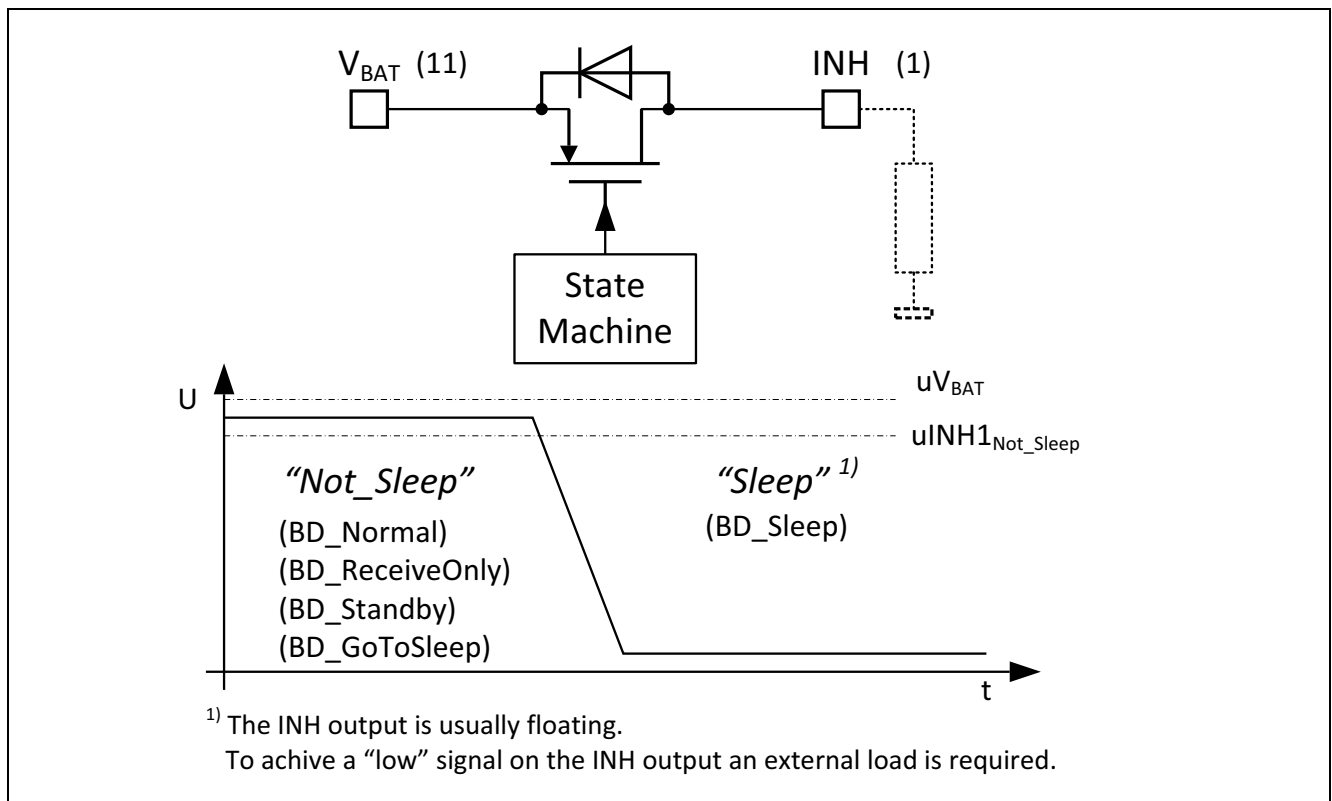 V_BAT (11)
INH (1)
State
Machine
U
uV_BAT
uINH1_Not_Sleep
“Not_Sleep”
“Sleep” 1)
(BD_Normal)
(BD_Sleep)
(BD_ReceiveOnly)
(BD_Standby)
(BD_GoToSleep)
t
1) The INH output is usually floating.
To achive a “low” signal on the INH output an external load is required.